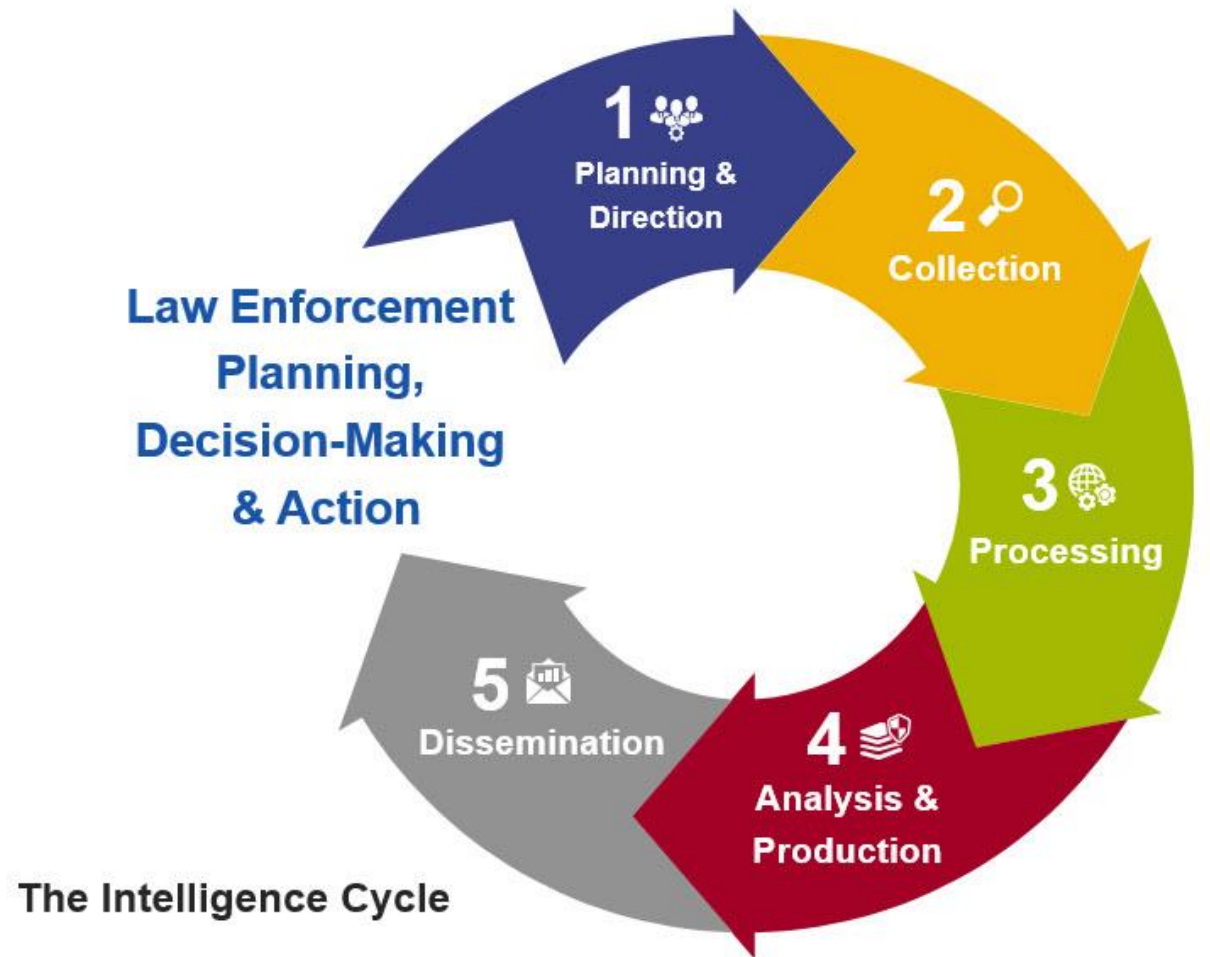 1
Planning &
Direction
2
Collection
3
Processing
4
Analysis &
Production
5
Dissemination
Law Enforcement
Planning,
Decision-Making
& Action
The Intelligence Cycle